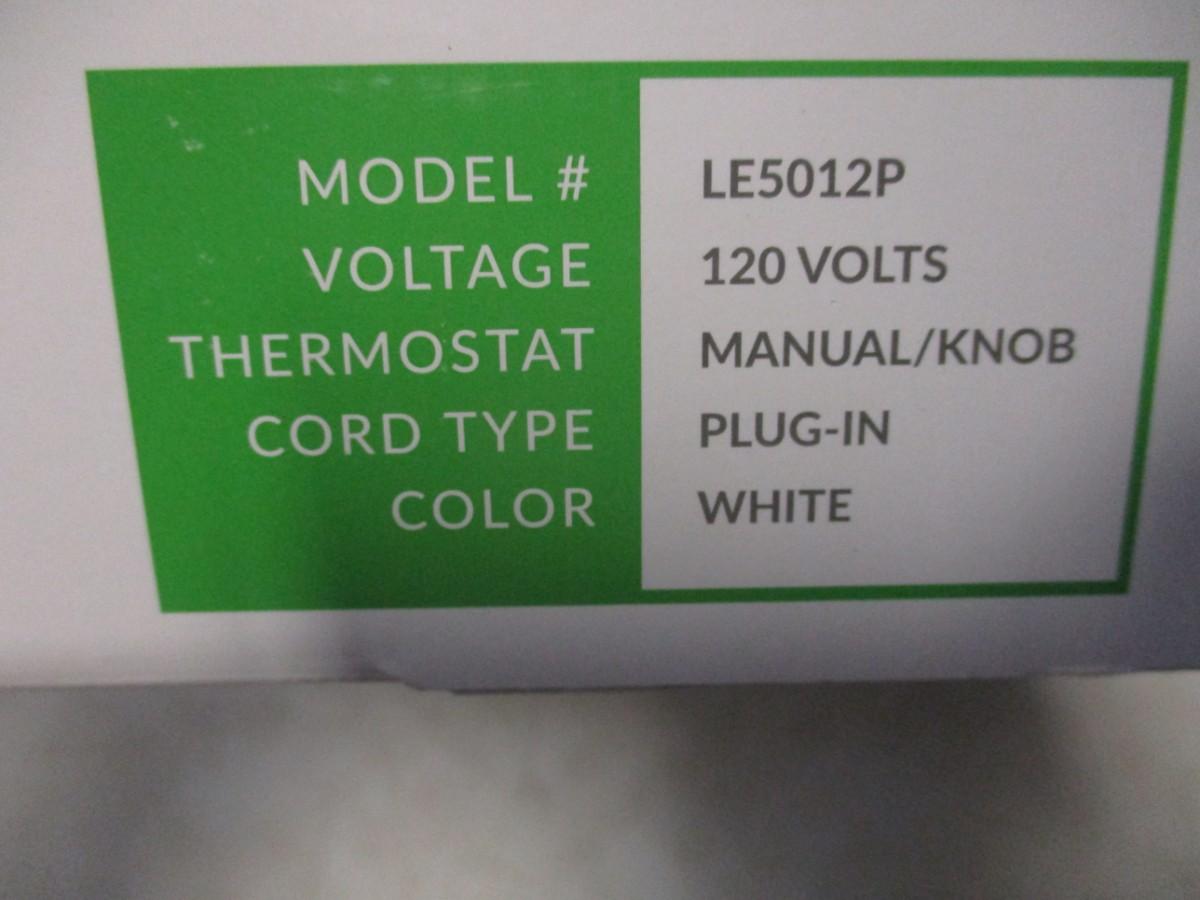 MODEL # LE5012P
VOLTAGE 120 VOLTS
THERMOSTAT MANUAL/KNOB
CORD TYPE PLUG-IN
COLOR WHITE